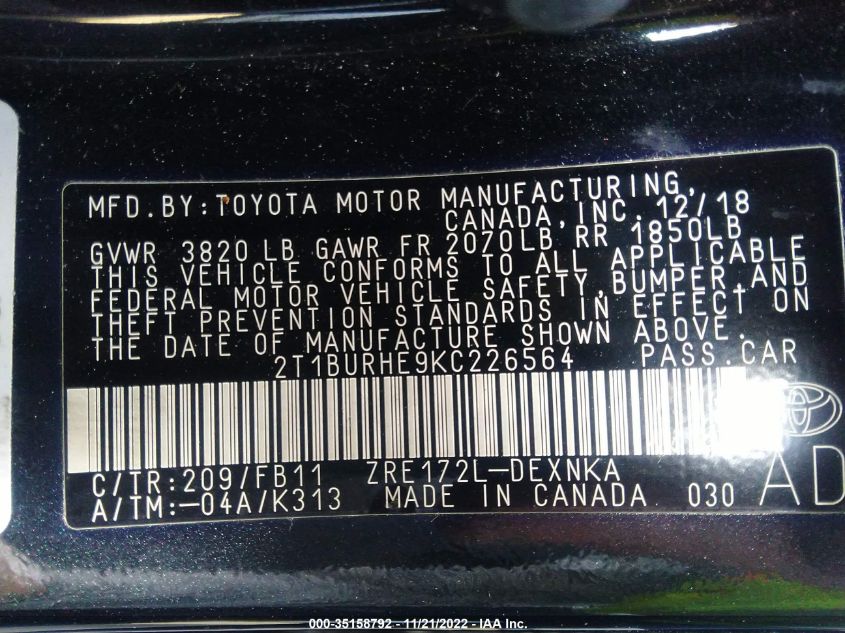 MFD.BY:TOYOTA MOTOR MANUFACTURING,
CANADA,INC. 12/18
GVWR 3820 LB GAWR FR 2070LB RR 1850LB
THIS VEHICLE CONFORMS TO ALL APPLICABLE
FEDERAL MOTOR VEHICLE SAFETY,BUMPER,AND
THEFT PREVENTION STANDARDS IN EFFECT ON
THE DATE OF MANUFACTURE SHOWN ABOVE.
2T1BURHE9KC226564 PASS.CAR
C/TR:209/FB11 ZRE172L-DEXNKA
A/TM:-04A/K313 MADE IN CANADA 030 AD
000-35158792 - 11/21/2022 - IAA Inc.